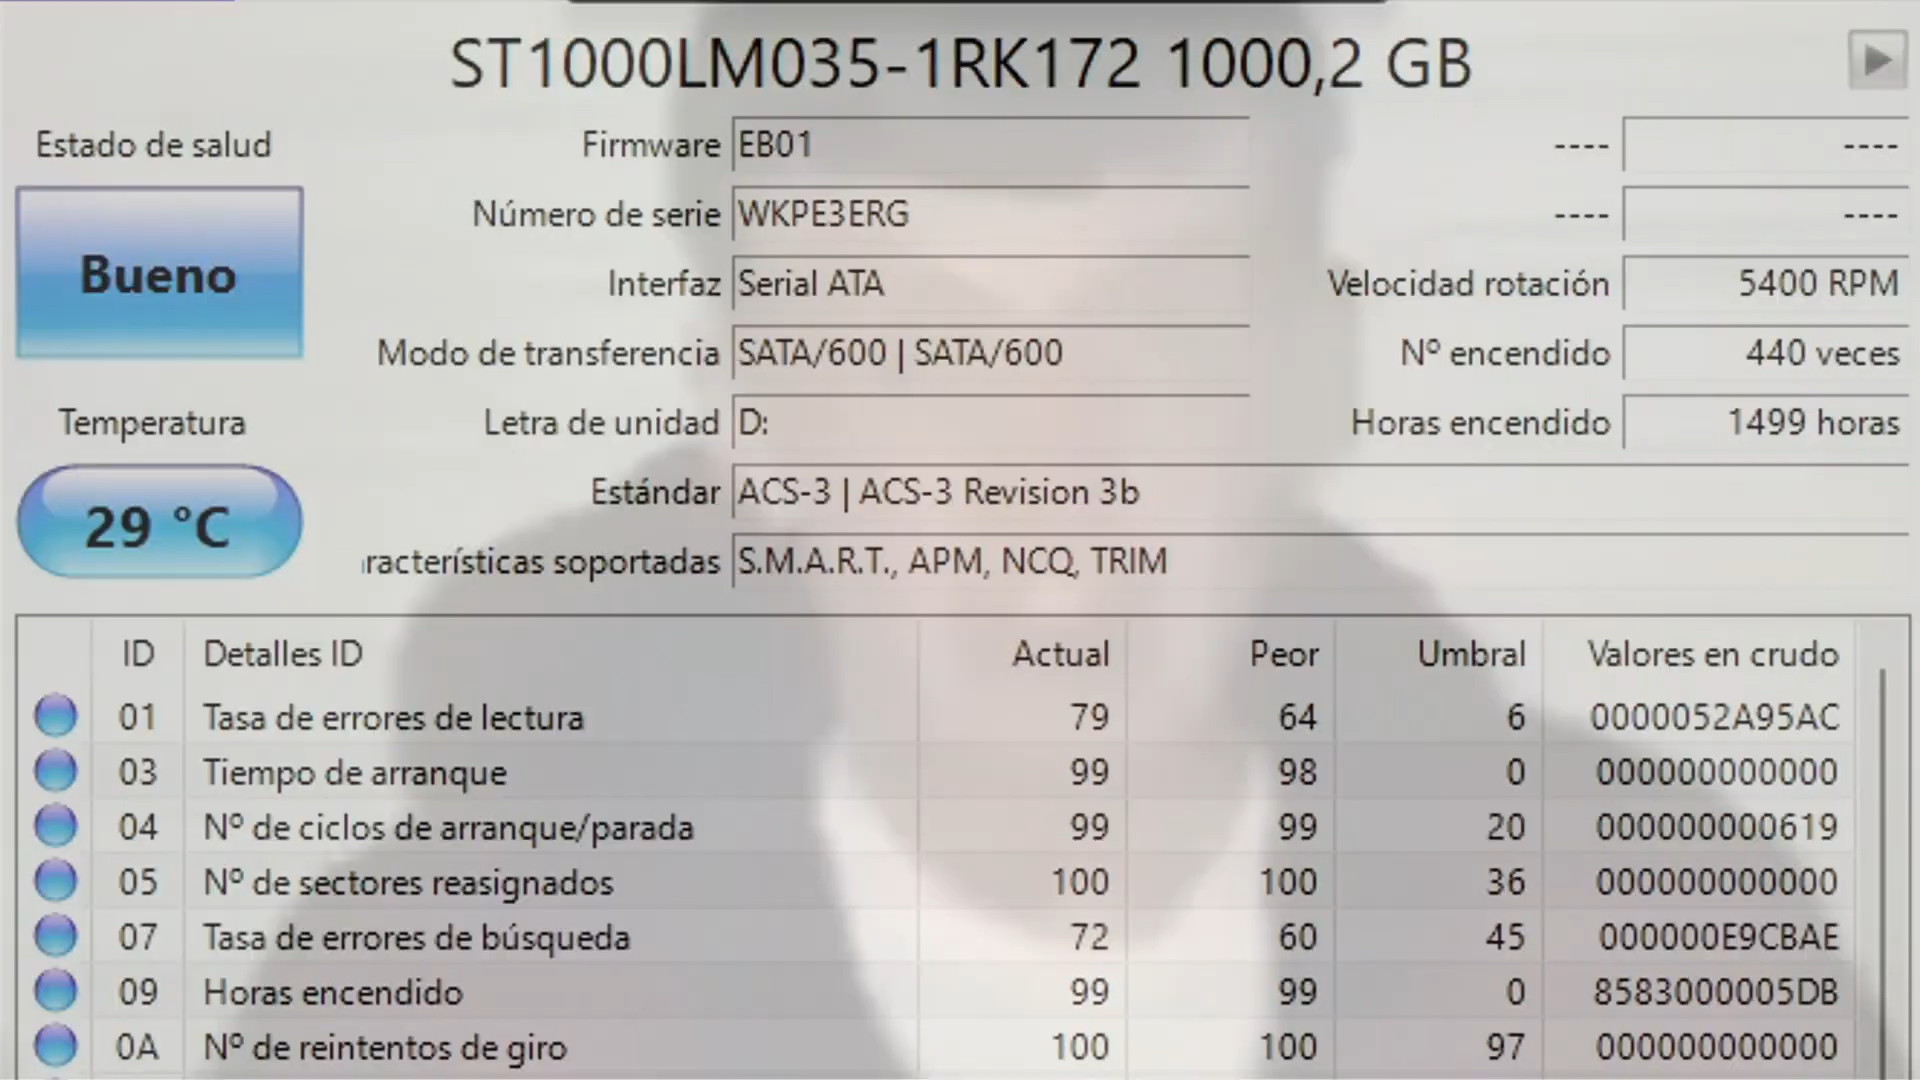 ST1000LM035-1RK172 1000,2 GB
Estado de salud
Bueno
Temperatura
29 °C
Firmware EB01 ---- ----
Número de serie WKPE3ERG ---- ----
Interfaz Serial ATA Velocidad rotación 5400 RPM
Modo de transferencia SATA/600 | SATA/600 Nº encendido 440 veces
Letra de unidad D: Horas encendido 1499 horas
Estándar ACS-3 | ACS-3 Revision 3b
racterísticas soportadas S.M.A.R.T., APM, NCQ, TRIM
ID Detalles ID Actual Peor Umbral Valores en crudo
01 Tasa de errores de lectura 79 64 6 0000052A95AC
03 Tiempo de arranque 99 98 0 000000000000
04 Nº de ciclos de arranque/parada 99 99 20 000000000619
05 Nº de sectores reasignados 100 100 36 000000000000
07 Tasa de errores de búsqueda 72 60 45 000000E9CBAE
09 Horas encendido 99 99 0 8583000005DB
0A Nº de reintentos de giro 100 100 97 000000000000